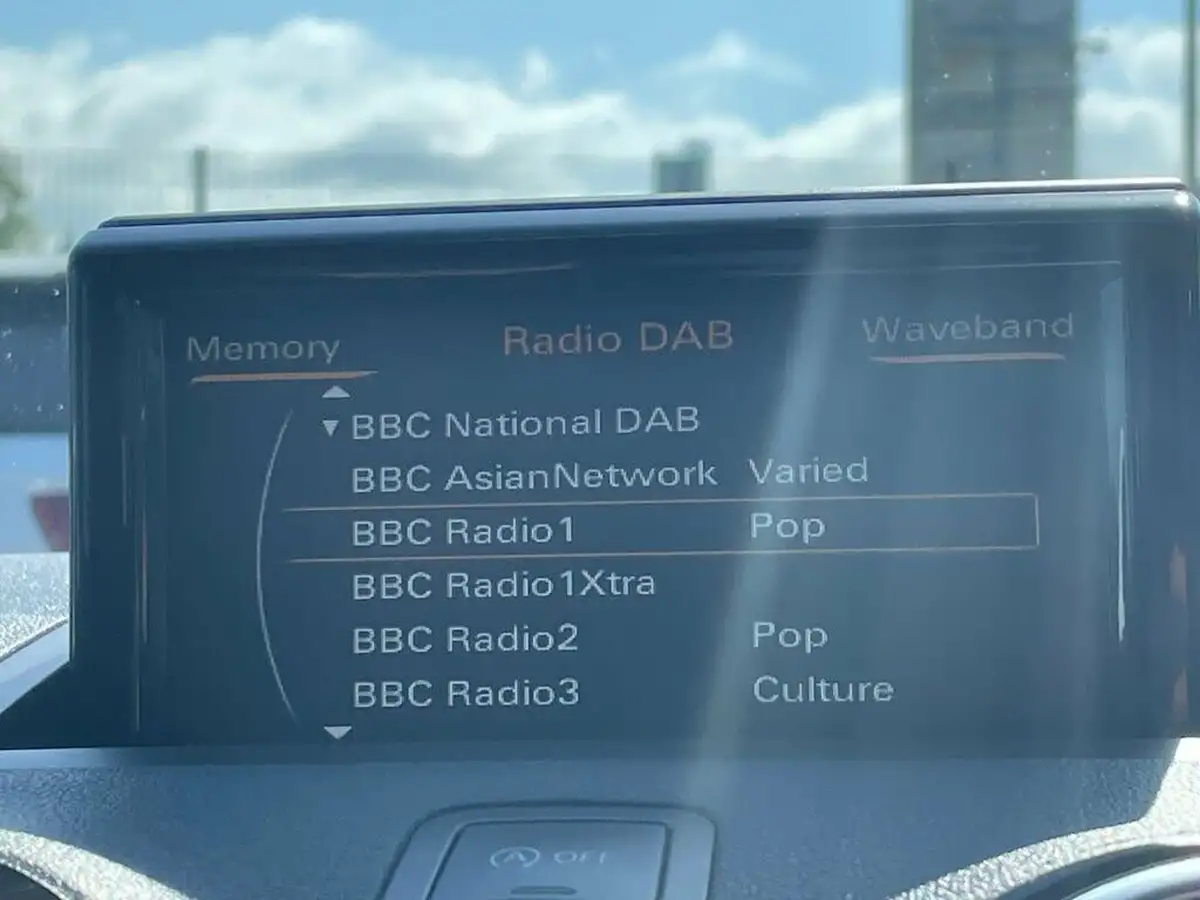 Memory Radio DAB Waveband
BBC National DAB
BBC AsianNetwork Varied
BBC Radio1 Pop
BBC Radio1Xtra
BBC Radio2 Pop
BBC Radio3 Culture
A OFF